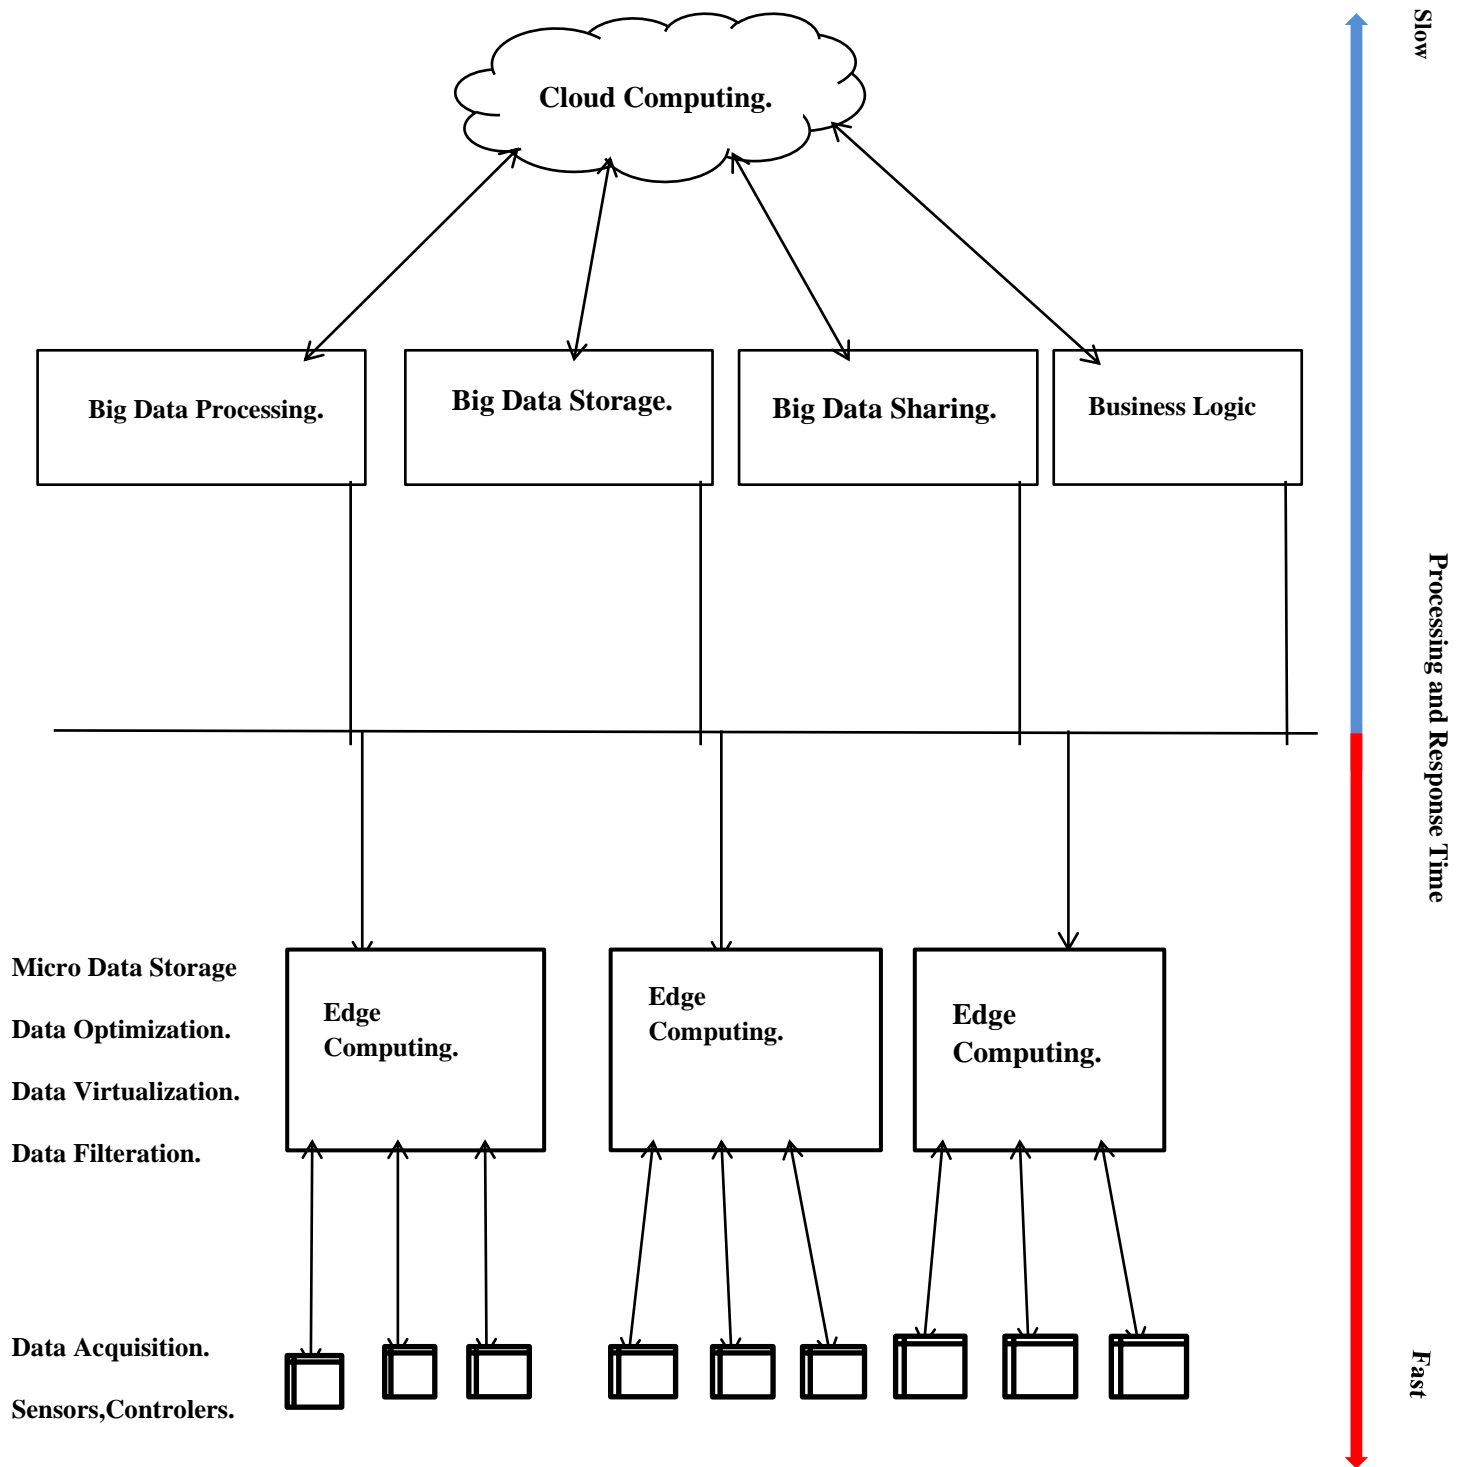 Slow
Cloud Computing.
Big Data Processing.
Big Data Storage.
Big Data Sharing.
Business Logic
Processing and Response Time
Micro Data Storage
Data Optimization.
Data Virtualization.
Data Filteration.
Edge
Computing.
Edge
Computing.
Edge
Computing.
Data Acquisition.
Sensors,Controlers.
Fast